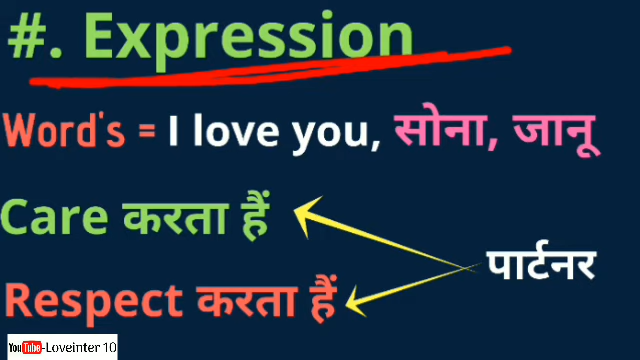 #. Expression
Word's = I love you, सोना, जानू
Care करता हैं
पार्टनर
Respect करता हैं
YouTube-Loveinter 10